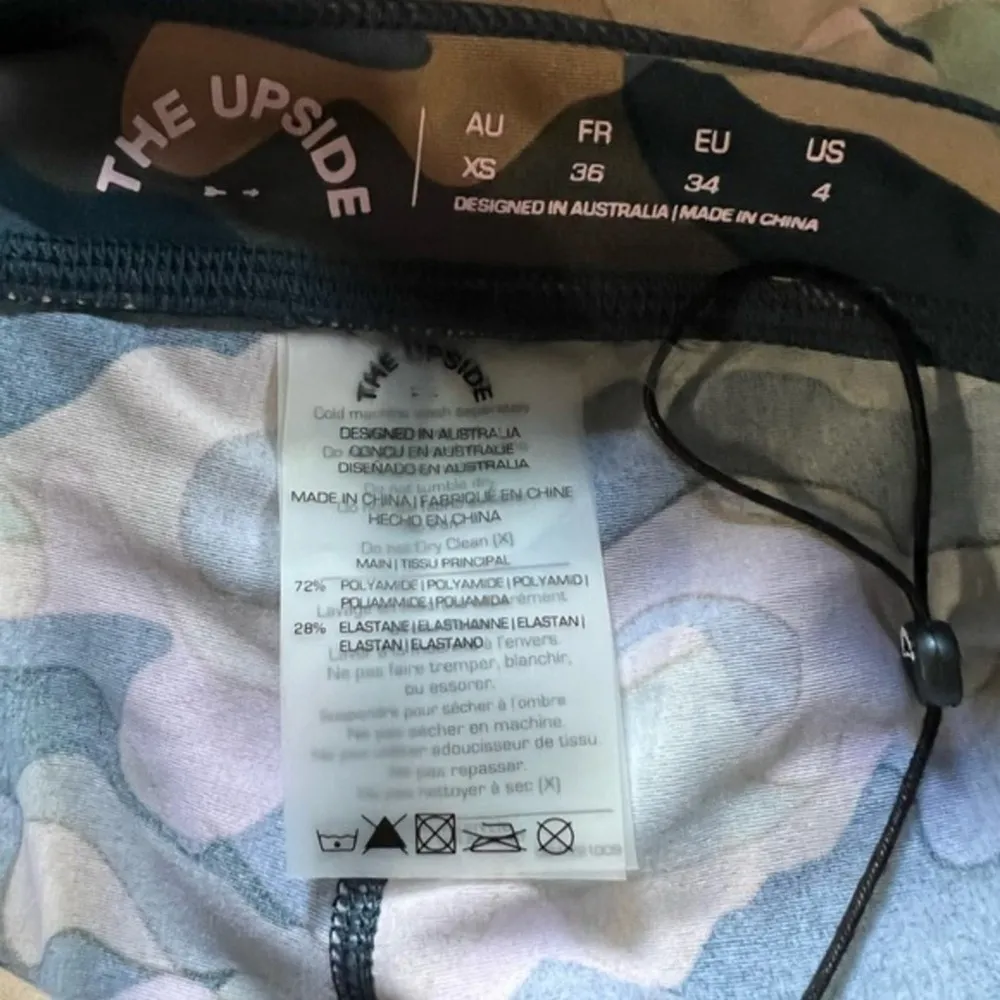 THE UPSIDE
AU FR EU US
XS 36 34 4
DESIGNED IN AUSTRALIA | MADE IN CHINA
THE UPSIDE
Cold machine wash separately
DESIGNED IN AUSTRALIA
CONÇU EN AUSTRALIE
DISEÑADO EN AUSTRALIA
Do not tumble dry
MADE IN CHINA | FABRIQUÉ EN CHINE
HECHO EN CHINA
Do not Dry Clean (X)
MAIN | TISSU PRINCIPAL
72% POLYAMIDE | POLYAMIDE | POLYAMID |
POLIAMMIDE | POLIAMIDA
28% ELASTANE | ELASTHANNE | ELASTAN |
ELASTAN | ELASTANO
à l'envers.
Ne pas faire tremper, blanchir,
ou essorer.
Suspendre pour sécher à l'ombre
Ne pas sécher en machine.
Ne pas utiliser adoucisseur de tissu.
Ne pas repasser.
Ne pas nettoyer à sec (X)